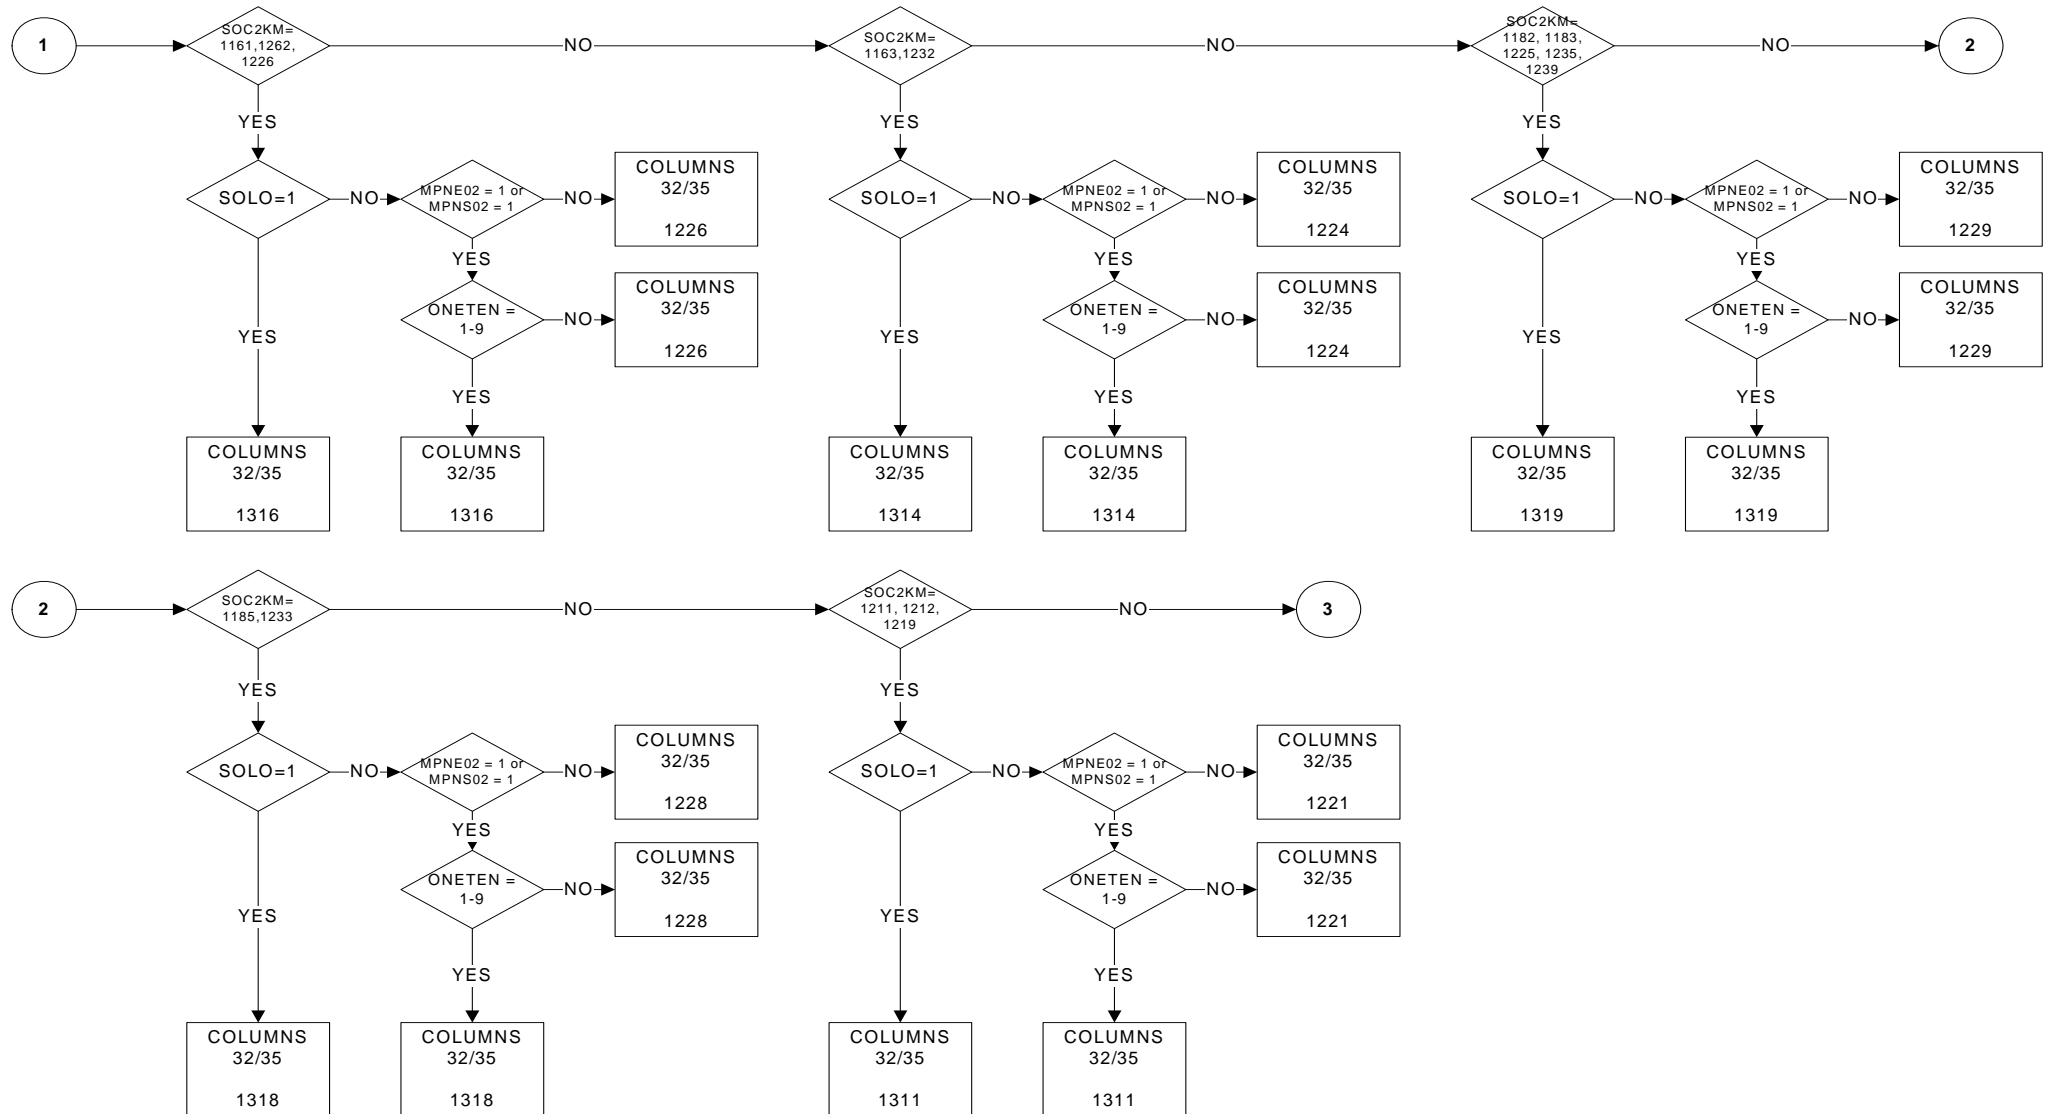 1
SOC2KM=
1161,1262,
1226
NO
SOC2KM=
1163,1232
NO
SOC2KM=
1182, 1183,
1225, 1235,
1239
NO
2
YES
YES
YES
SOLO=1
NO
MPNE02 = 1 or
MPNS02 = 1
NO
COLUMNS
32/35
1226
SOLO=1
NO
MPNE02 = 1 or
MPNS02 = 1
NO
COLUMNS
32/35
1224
SOLO=1
NO
MPNE02 = 1 or
MPNS02 = 1
NO
COLUMNS
32/35
1229
YES
YES
YES
YES
ONETEN =
1-9
NO
COLUMNS
32/35
1226
YES
ONETEN =
1-9
NO
COLUMNS
32/35
1224
YES
ONETEN =
1-9
NO
COLUMNS
32/35
1229
YES
YES
YES
COLUMNS
32/35
1316
COLUMNS
32/35
1316
COLUMNS
32/35
1314
COLUMNS
32/35
1314
COLUMNS
32/35
1319
COLUMNS
32/35
1319
2
SOC2KM=
1185,1233
NO
SOC2KM=
1211, 1212,
1219
NO
3
YES
YES
SOLO=1
NO
MPNE02 = 1 or
MPNS02 = 1
NO
COLUMNS
32/35
1228
SOLO=1
NO
MPNE02 = 1 or
MPNS02 = 1
NO
COLUMNS
32/35
1221
YES
YES
YES
ONETEN =
1-9
NO
COLUMNS
32/35
1228
YES
ONETEN =
1-9
NO
COLUMNS
32/35
1221
YES
YES
COLUMNS
32/35
1318
COLUMNS
32/35
1318
COLUMNS
32/35
1311
COLUMNS
32/35
1311